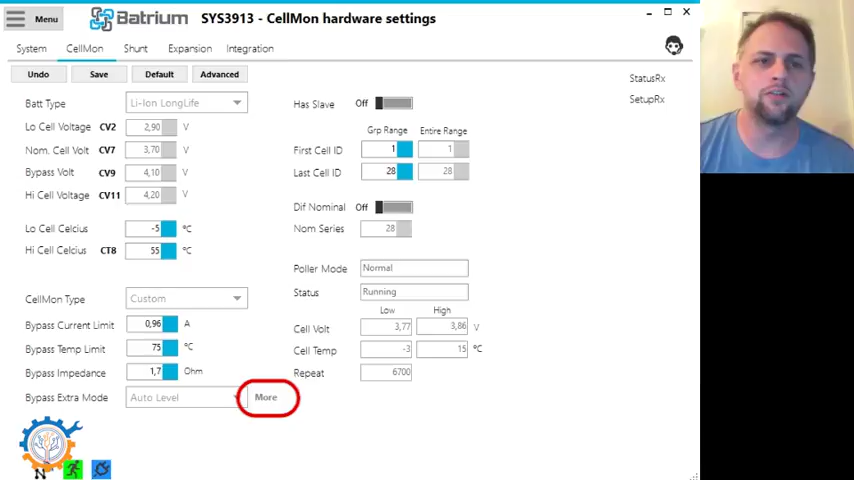 Menu
Batrium
SYS3913 - CellMon hardware settings
System CellMon Shunt Expansion Integration
Undo Save Default Advanced
StatusRx
SetupRx
Batt Type Li-Ion LongLife
Lo Cell Voltage CV2 2,90 V
Nom. Cell Volt CV7 3,70 V
Bypass Volt CV9 4,10 V
Hi Cell Voltage CV11 4,20 V
Lo Cell Celcius -5 ºC
Hi Cell Celcius CT8 55 ºC
CellMon Type Custom
Bypass Current Limit 0,96 A
Bypass Temp Limit 75 ºC
Bypass Impedance 1,7 Ohm
Bypass Extra Mode Auto Level More
Has Slave Off
Grp Range Entire Range
First Cell ID 1 1
Last Cell ID 28 28
Dif Nominal Off
Nom Series 28
Poller Mode Normal
Status Running
Low High
Cell Volt 3,77 3,86 V
Cell Temp -3 15 ºC
Repeat 6700
N